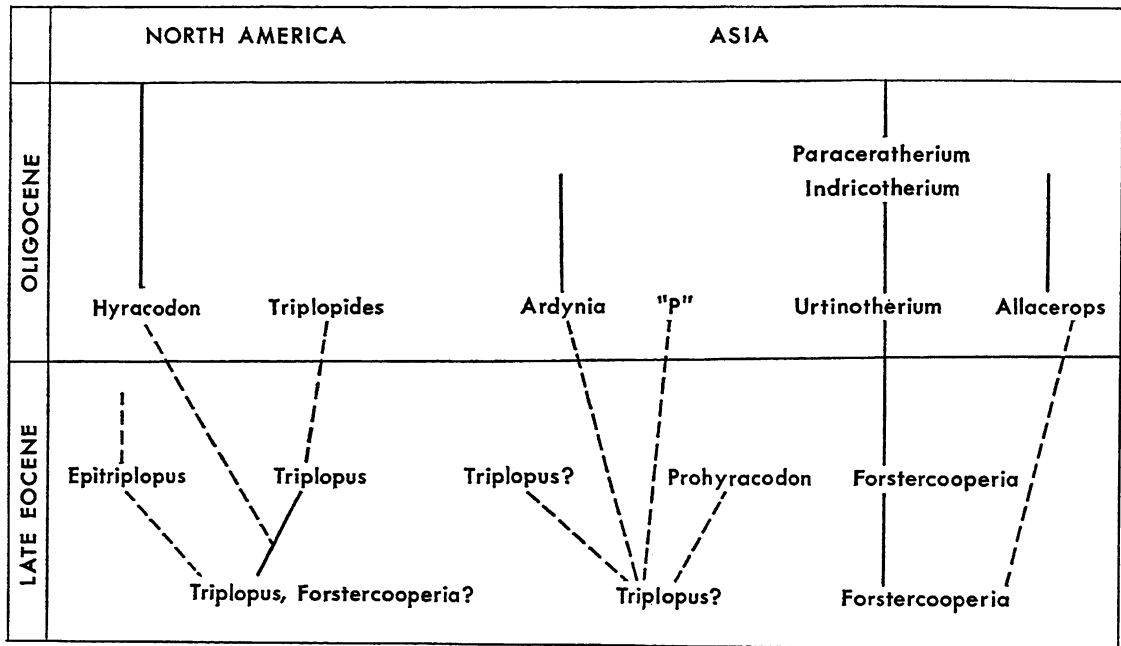 NORTH AMERICA
ASIA
OLIGOCENE
Paraceratherium
Indricotherium
Hyracodon
Triplopides
Ardynia
"P"
Urtinotherium
Allacerops
LATE EOCENE
Epitriplopus
Triplopus
Triplopus?
Prohyracodon
Forstercooperia
Triplopus, Forstercooperia?
Triplopus?
Forstercooperia